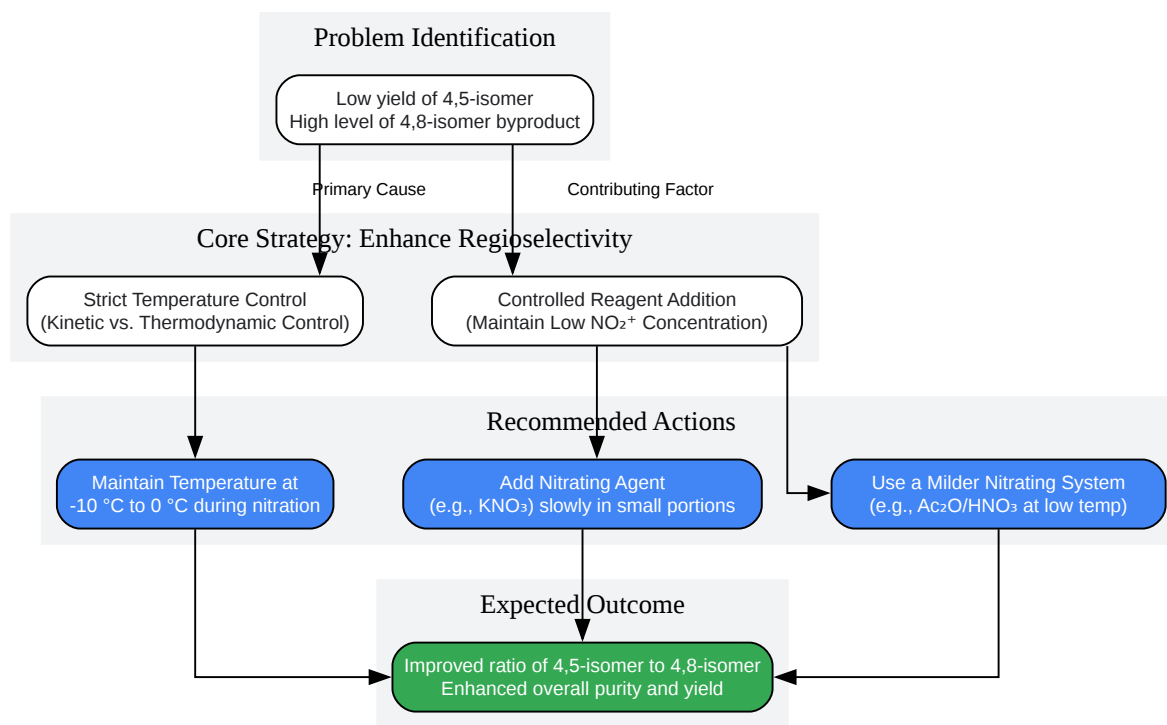 Problem Identification
Low yield of 4,5-isomer
High level of 4,8-isomer byproduct
Primary Cause
Contributing Factor
Core Strategy: Enhance Regioselectivity
Strict Temperature Control
(Kinetic vs. Thermodynamic Control)
Controlled Reagent Addition
(Maintain Low NO₂⁺ Concentration)
Recommended Actions
Maintain Temperature at
-10 °C to 0 °C during nitration
Add Nitrating Agent
(e.g., KNO₃) slowly in small portions
Use a Milder Nitrating System
(e.g., Ac₂O/HNO₃ at low temp)
Expected Outcome
Improved ratio of 4,5-isomer to 4,8-isomer
Enhanced overall purity and yield